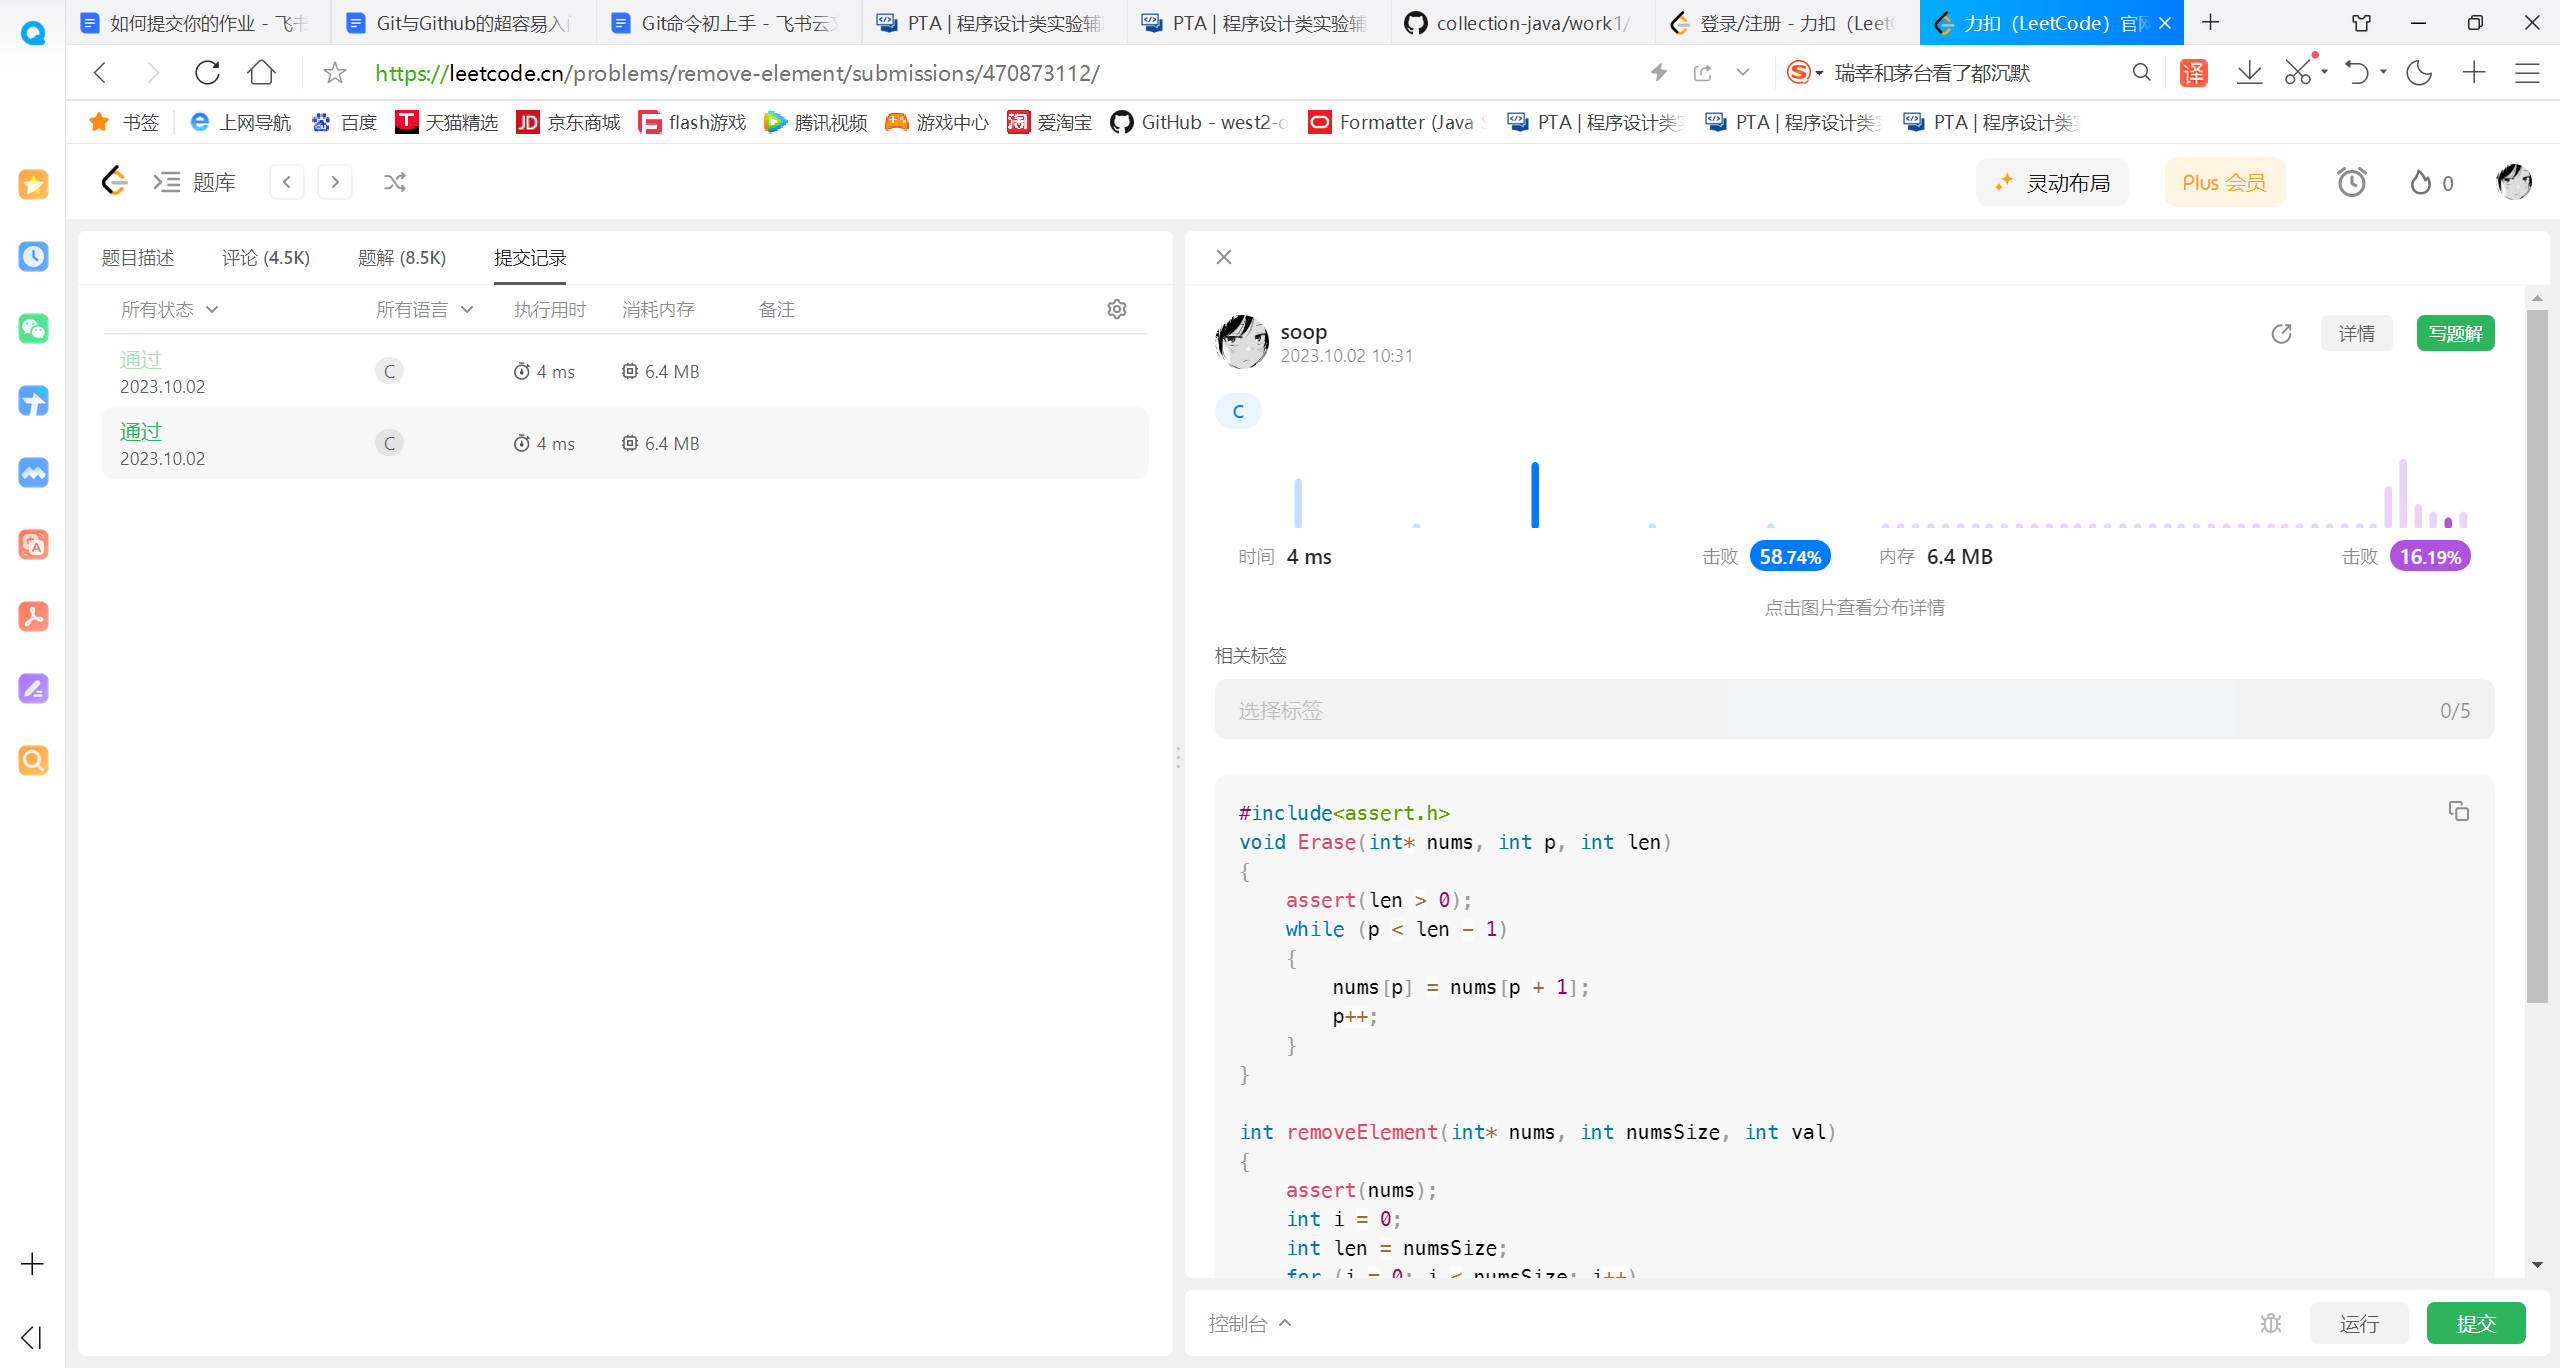 如何提交你的作业 - 飞书
Git与Github的超容易入门
Git命令初上手 - 飞书云文
PTA | 程序设计类实验辅
PTA | 程序设计类实验辅
collection-java/work1/
登录/注册 - 力扣（LeetC
力扣（LeetCode）官网
https://leetcode.cn/problems/remove-element/submissions/470873112/
瑞幸和茅台看了都沉默
译
书签
上网导航
百度
天猫精选
京东商城
flash游戏
腾讯视频
游戏中心
爱淘宝
GitHub - west2-o
Formatter (Java S
PTA | 程序设计类实
PTA | 程序设计类实
PTA | 程序设计类实
题库
灵动布局
Plus 会员
0
题目描述
评论 (4.5K)
题解 (8.5K)
提交记录
所有状态
所有语言
执行用时
消耗内存
备注
通过
2023.10.02
C
4 ms
6.4 MB
通过
2023.10.02
C
4 ms
6.4 MB
soop
2023.10.02 10:31
详情
写题解
C
时间 4 ms
击败 58.74%
内存 6.4 MB
击败 16.19%
点击图片查看分布详情
相关标签
选择标签
0/5
#include<assert.h>
void Erase(int* nums, int p, int len)
{
    assert(len > 0);
    while (p < len - 1)
    {
        nums[p] = nums[p + 1];
        p++;
    }
}
int removeElement(int* nums, int numsSize, int val)
{
    assert(nums);
    int i = 0;
    int len = numsSize;
    for (i = 0; i < numsSize; i++)
控制台
运行
提交